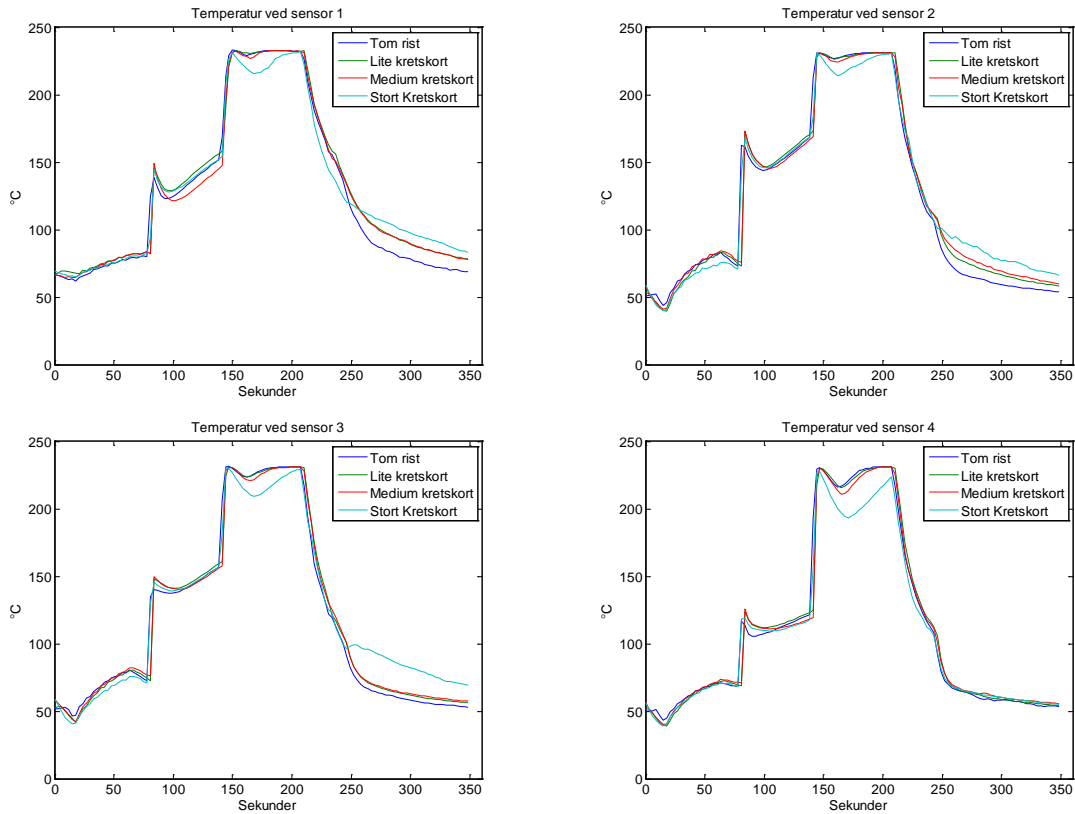 Temperatur ved sensor 1
250
200
150
100
50
0
°C
0 50 100 150 200 250 300 350
Sekunder
Tom rist
Lite kretskort
Medium kretskort
Stort Kretskort
Temperatur ved sensor 2
250
200
150
100
50
0
°C
0 50 100 150 200 250 300 350
Sekunder
Tom rist
Lite kretskort
Medium kretskort
Stort Kretskort
Temperatur ved sensor 3
250
200
150
100
50
0
°C
0 50 100 150 200 250 300 350
Sekunder
Tom rist
Lite kretskort
Medium kretskort
Stort Kretskort
Temperatur ved sensor 4
250
200
150
100
50
0
°C
0 50 100 150 200 250 300 350
Sekunder
Tom rist
Lite kretskort
Medium kretskort
Stort Kretskort